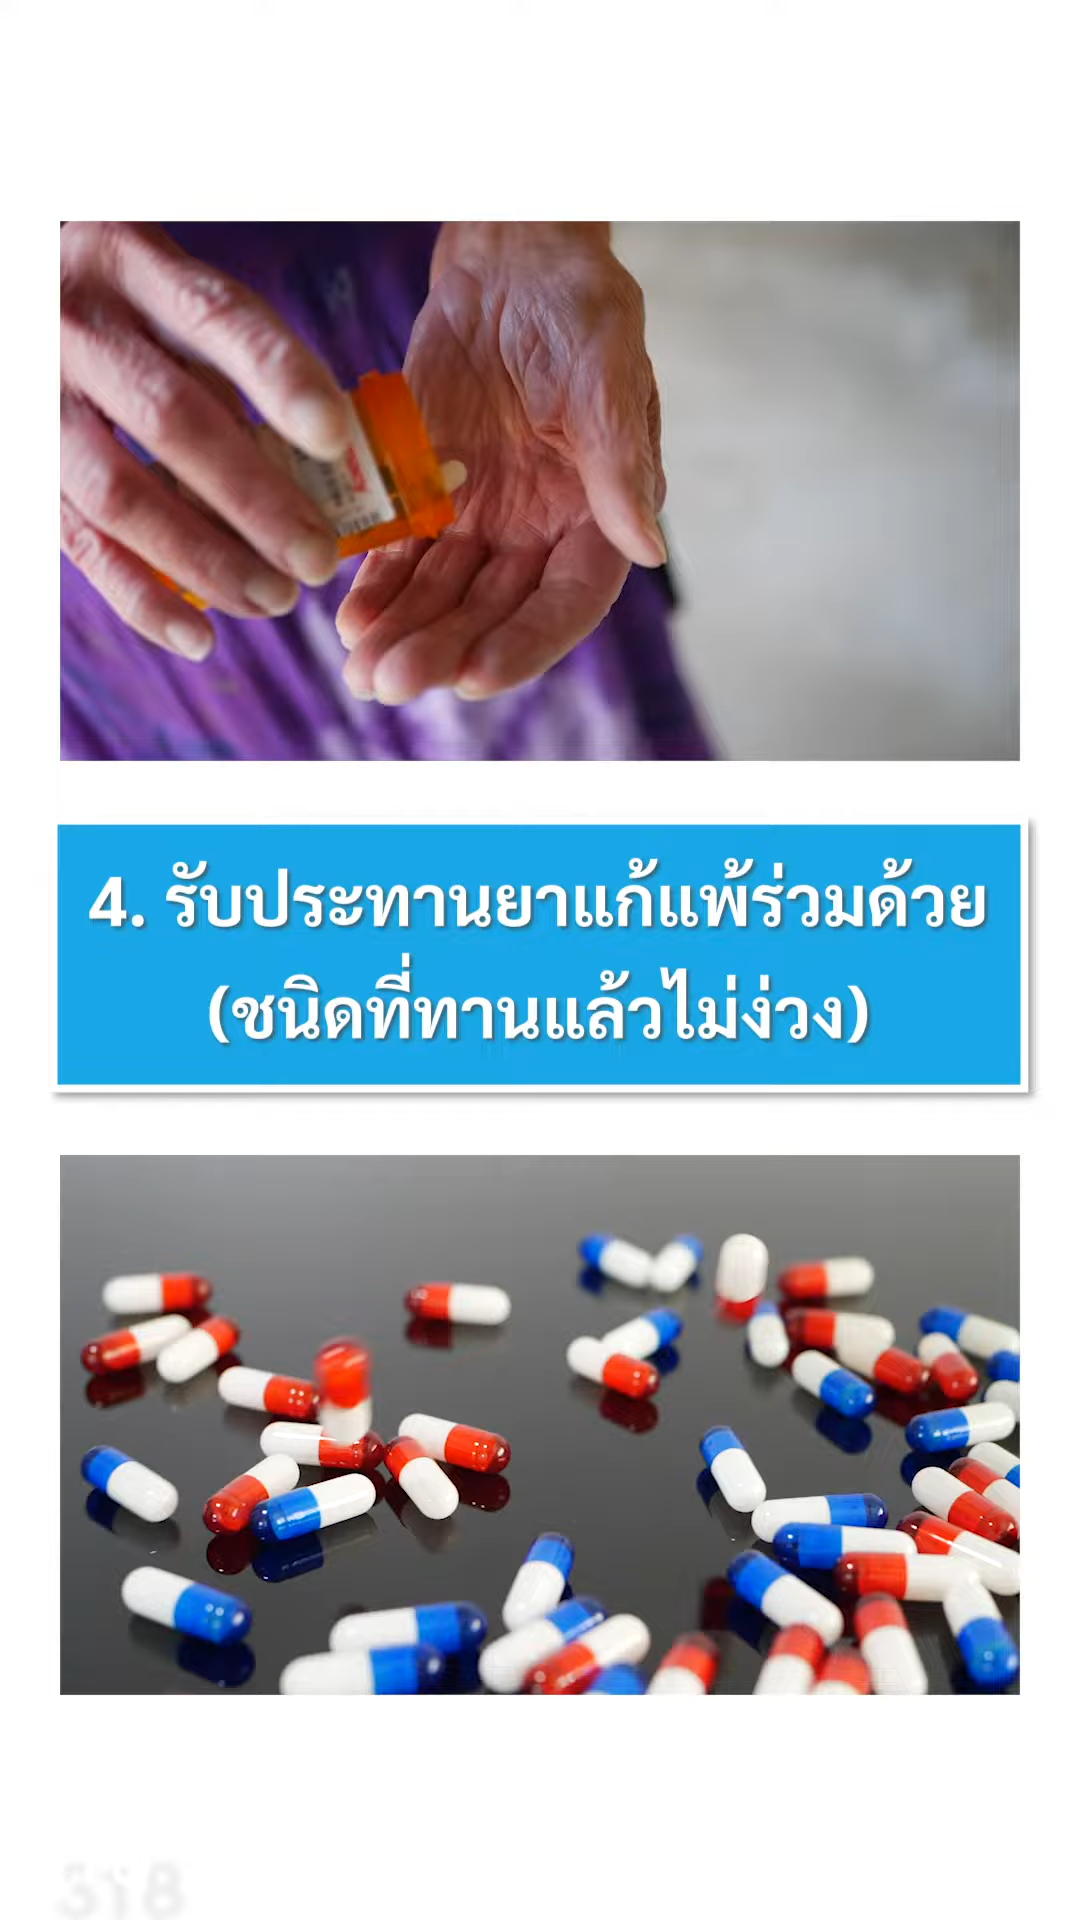 4. รับประทานยาแก้แพ้ร่วมด้วย
(ชนิดที่ทานแล้วไม่ง่วง)